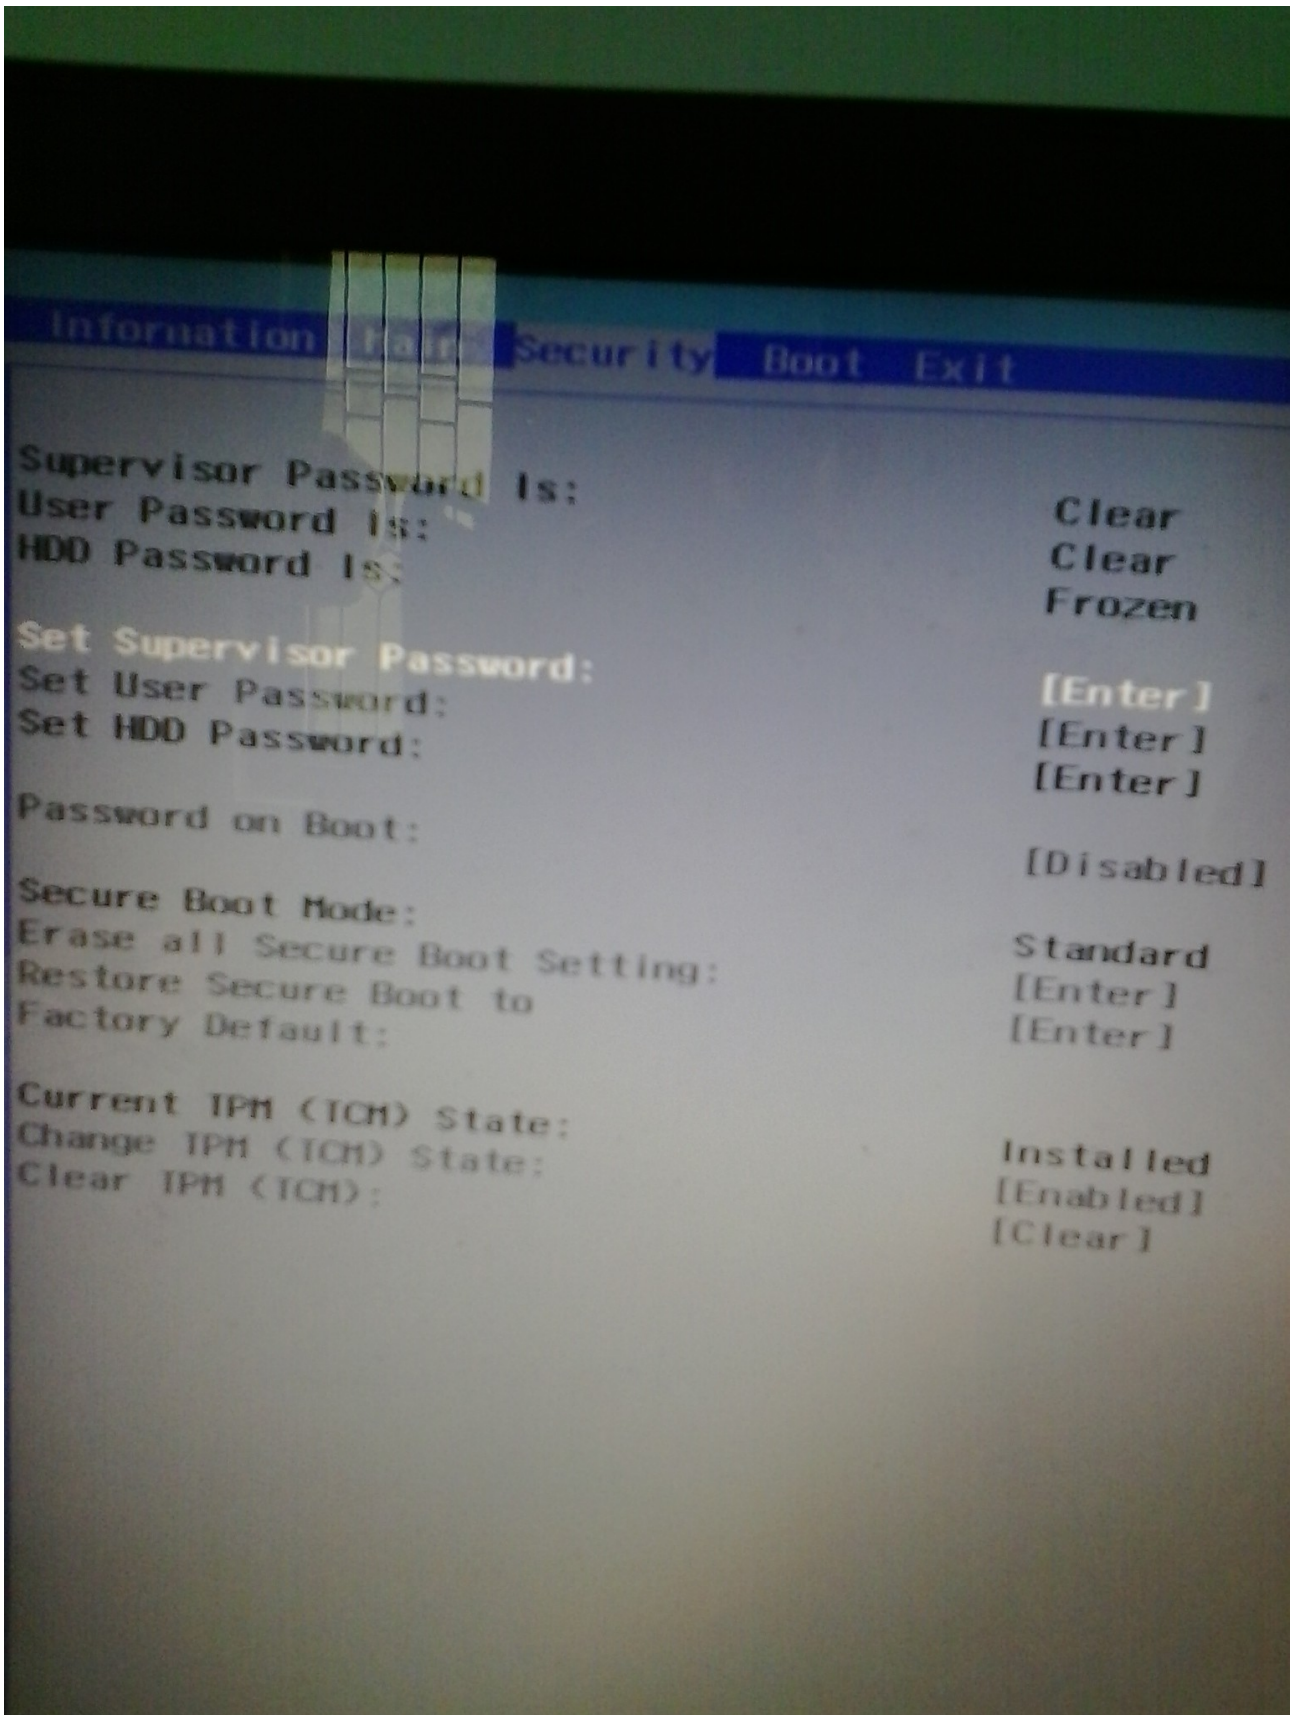 Information Main Security Boot Exit
Supervisor Password Is: Clear
User Password Is: Clear
HDD Password Is: Frozen
Set Supervisor Password: [Enter]
Set User Password: [Enter]
Set HDD Password: [Enter]
Password on Boot: [Disabled]
Secure Boot Mode: Standard
Erase all Secure Boot Setting: [Enter]
Restore Secure Boot to [Enter]
Factory Default:
Current TPM (TCM) State: Installed
Change TPM (TCM) State: [Enabled]
Clear TPM (TCM): [Clear]